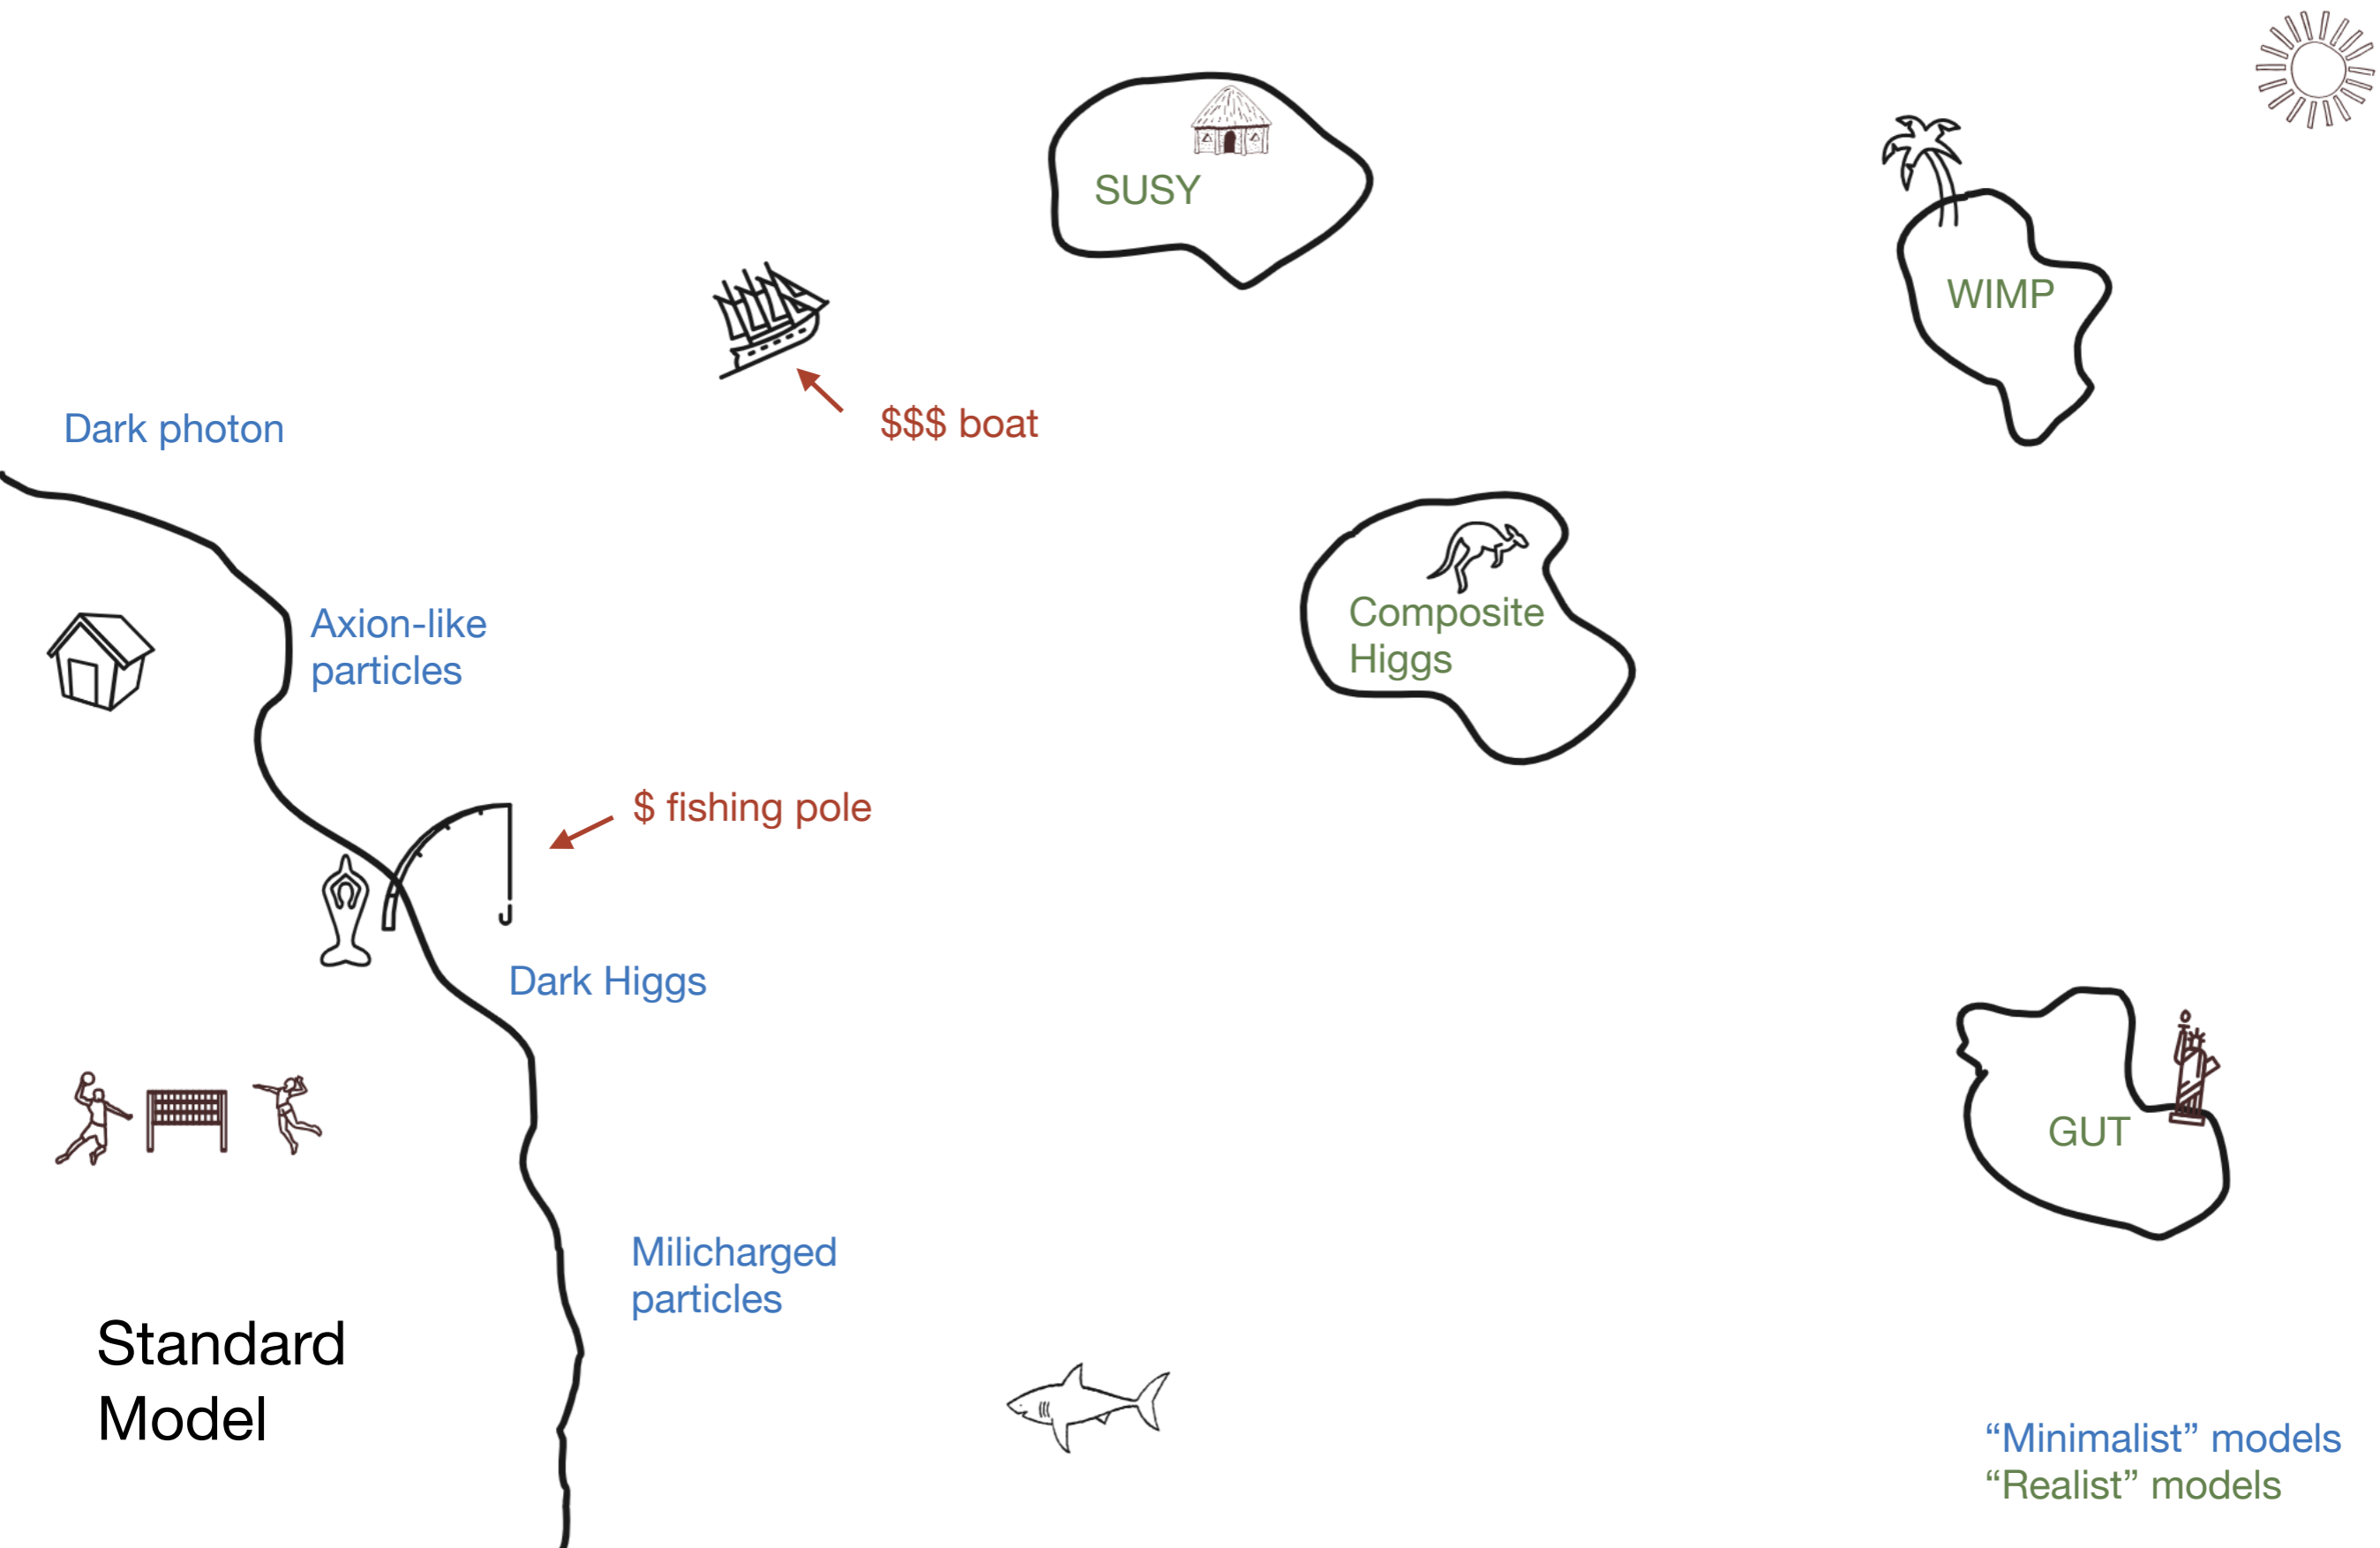 SUSY
WIMP
$$$ boat
Dark photon
Axion-like
particles
Composite
Higgs
$ fishing pole
Dark Higgs
GUT
Milicharged
particles
Standard
Model
“Minimalist” models
“Realist” models